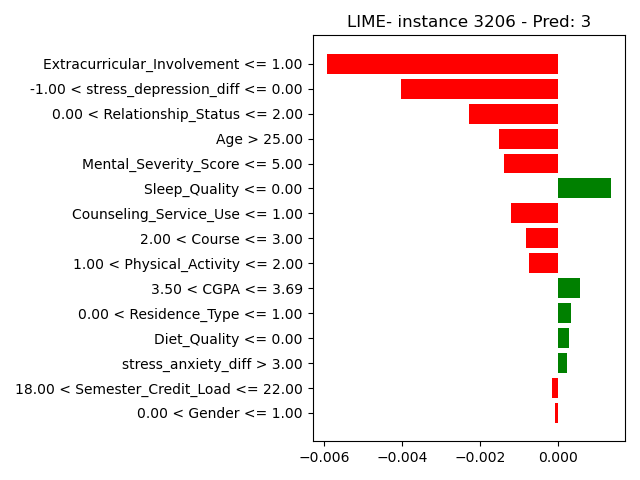 LIME- instance 3206 - Pred: 3
Extracurricular_Involvement <= 1.00
-1.00 < stress_depression_diff <= 0.00
0.00 < Relationship_Status <= 2.00
Age > 25.00
Mental_Severity_Score <= 5.00
Sleep_Quality <= 0.00
Counseling_Service_Use <= 1.00
2.00 < Course <= 3.00
1.00 < Physical_Activity <= 2.00
3.50 < CGPA <= 3.69
0.00 < Residence_Type <= 1.00
Diet_Quality <= 0.00
stress_anxiety_diff > 3.00
18.00 < Semester_Credit_Load <= 22.00
0.00 < Gender <= 1.00
−0.006 −0.004 −0.002 0.000